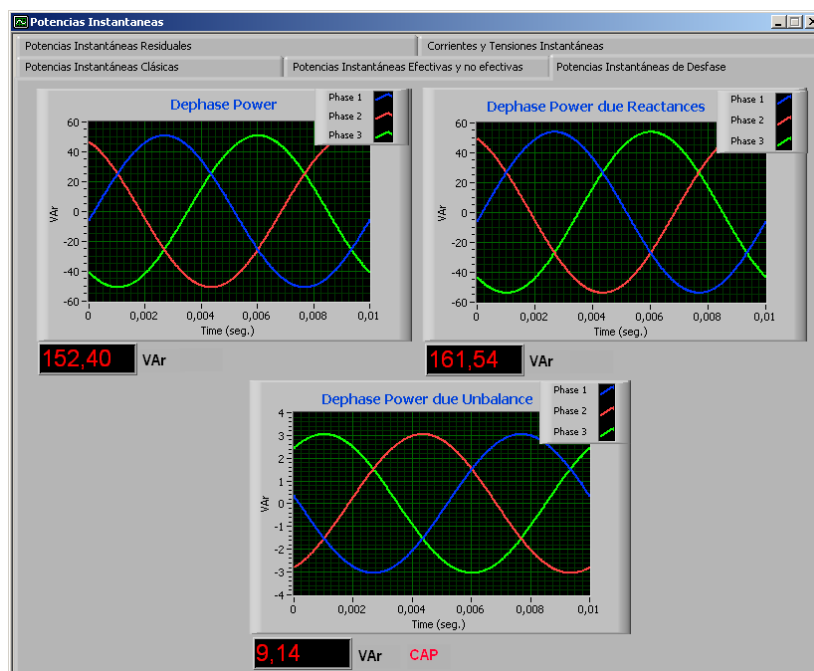 Potencias Instantaneas
Potencias Instantáneas Residuales
Corrientes y Tensiones Instantáneas
Potencias Instantáneas Clásicas
Potencias Instantáneas Efectivas y no efectivas
Potencias Instantáneas de Desfase
Dephase Power
Phase 1
Phase 2
Phase 3
60
40
20
0
-20
-40
-60
VAr
0
0,002
0,004
0,006
0,008
0,01
Time (seg.)
152,40
VAr
Dephase Power due Reactances
Phase 1
Phase 2
Phase 3
60
40
20
0
-20
-40
-60
VAr
0
0,002
0,004
0,006
0,008
0,01
Time (seg.)
161,54
VAr
Dephase Power due Unbalance
Phase 1
Phase 2
Phase 3
4
3
2
1
0
-1
-2
-3
-4
VAr
0
0,002
0,004
0,006
0,008
0,01
Time (seg.)
9,14
VAr
CAP